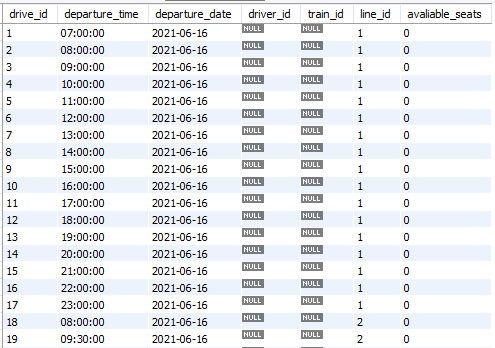 drive_id departure_time departure_date driver_id train_id line_id avaliable_seats
1 07:00:00 2021-06-16 NULL NULL 1 0
2 08:00:00 2021-06-16 NULL NULL 1 0
3 09:00:00 2021-06-16 NULL NULL 1 0
4 10:00:00 2021-06-16 NULL NULL 1 0
5 11:00:00 2021-06-16 NULL NULL 1 0
6 12:00:00 2021-06-16 NULL NULL 1 0
7 13:00:00 2021-06-16 NULL NULL 1 0
8 14:00:00 2021-06-16 NULL NULL 1 0
9 15:00:00 2021-06-16 NULL NULL 1 0
10 16:00:00 2021-06-16 NULL NULL 1 0
11 17:00:00 2021-06-16 NULL NULL 1 0
12 18:00:00 2021-06-16 NULL NULL 1 0
13 19:00:00 2021-06-16 NULL NULL 1 0
14 20:00:00 2021-06-16 NULL NULL 1 0
15 21:00:00 2021-06-16 NULL NULL 1 0
16 22:00:00 2021-06-16 NULL NULL 1 0
17 23:00:00 2021-06-16 NULL NULL 1 0
18 08:00:00 2021-06-16 NULL NULL 2 0
19 09:30:00 2021-06-16 NULL NULL 2 0